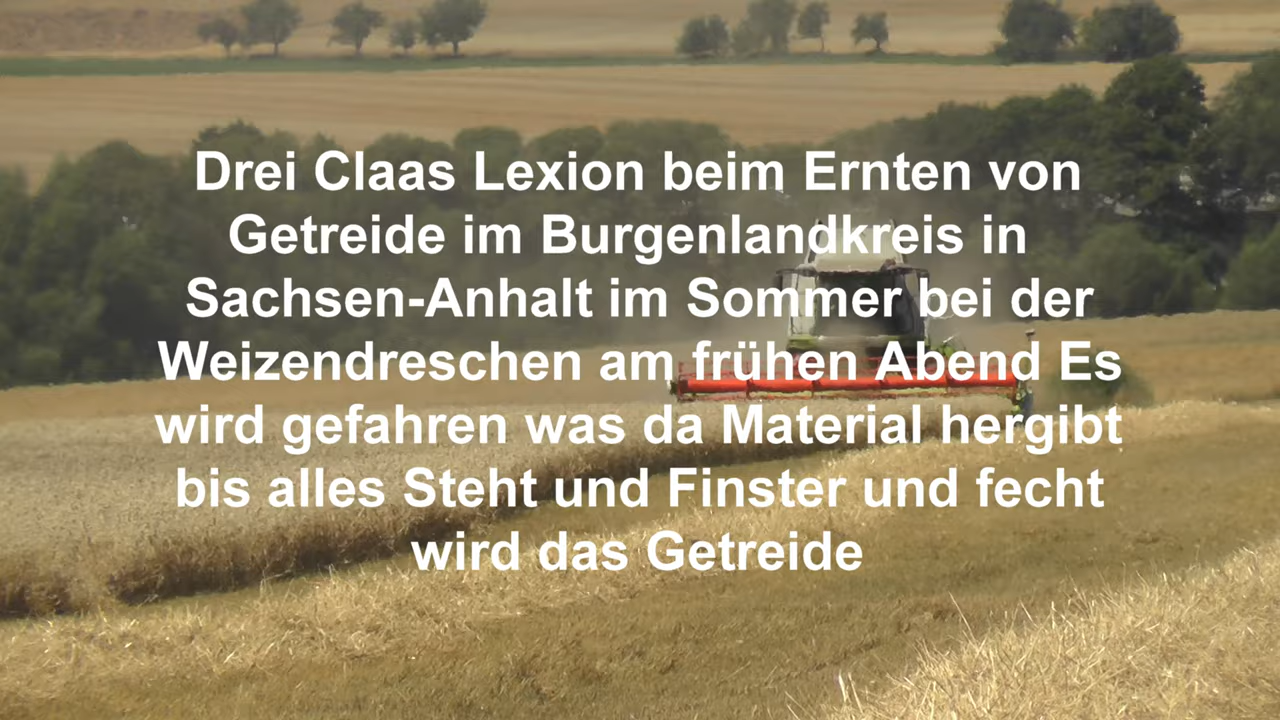 Drei Claas Lexion beim Ernten von
Getreide im Burgenlandkreis in
Sachsen-Anhalt im Sommer bei der
Weizendreschen am frühen Abend Es
wird gefahren was da Material hergibt
bis alles Steht und Finster und fecht
wird das Getreide